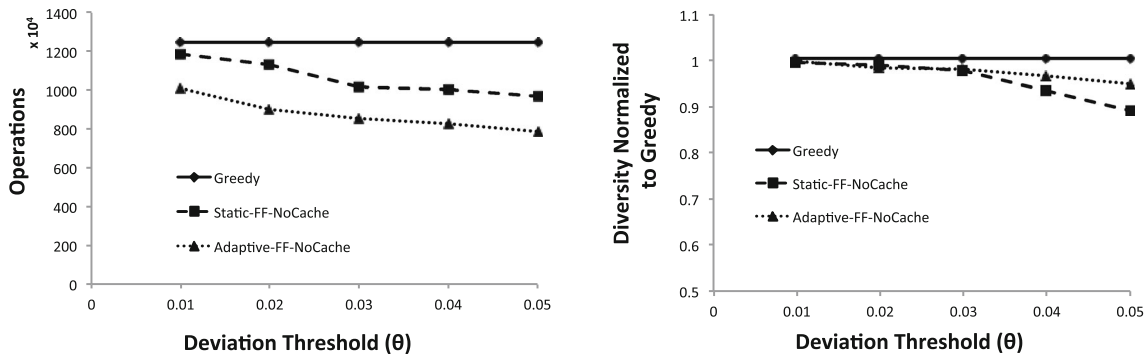 1400
1200
1000
800
600
400
200
0
x 10⁴
Operations
Greedy
Static-FF-NoCache
Adaptive-FF-NoCache
0 0.01 0.02 0.03 0.04 0.05
Deviation Threshold (θ)
1.1
1
0.9
0.8
0.7
0.6
0.5
Diversity Normalized
to Greedy
Greedy
Static-FF-NoCache
Adaptive-FF-NoCache
0 0.01 0.02 0.03 0.04 0.05
Deviation Threshold (θ)